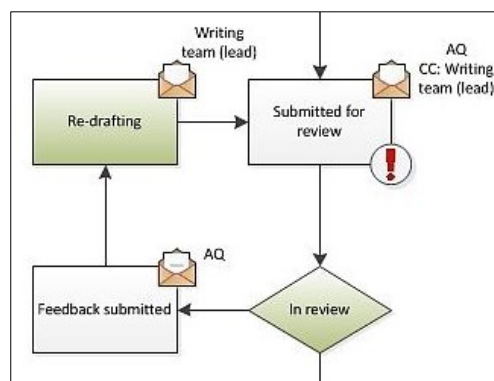 Writing
team (lead)
AQ
CC: Writing
team (lead)
Re-drafting
Submitted for
review
AQ
Feedback submitted
In review